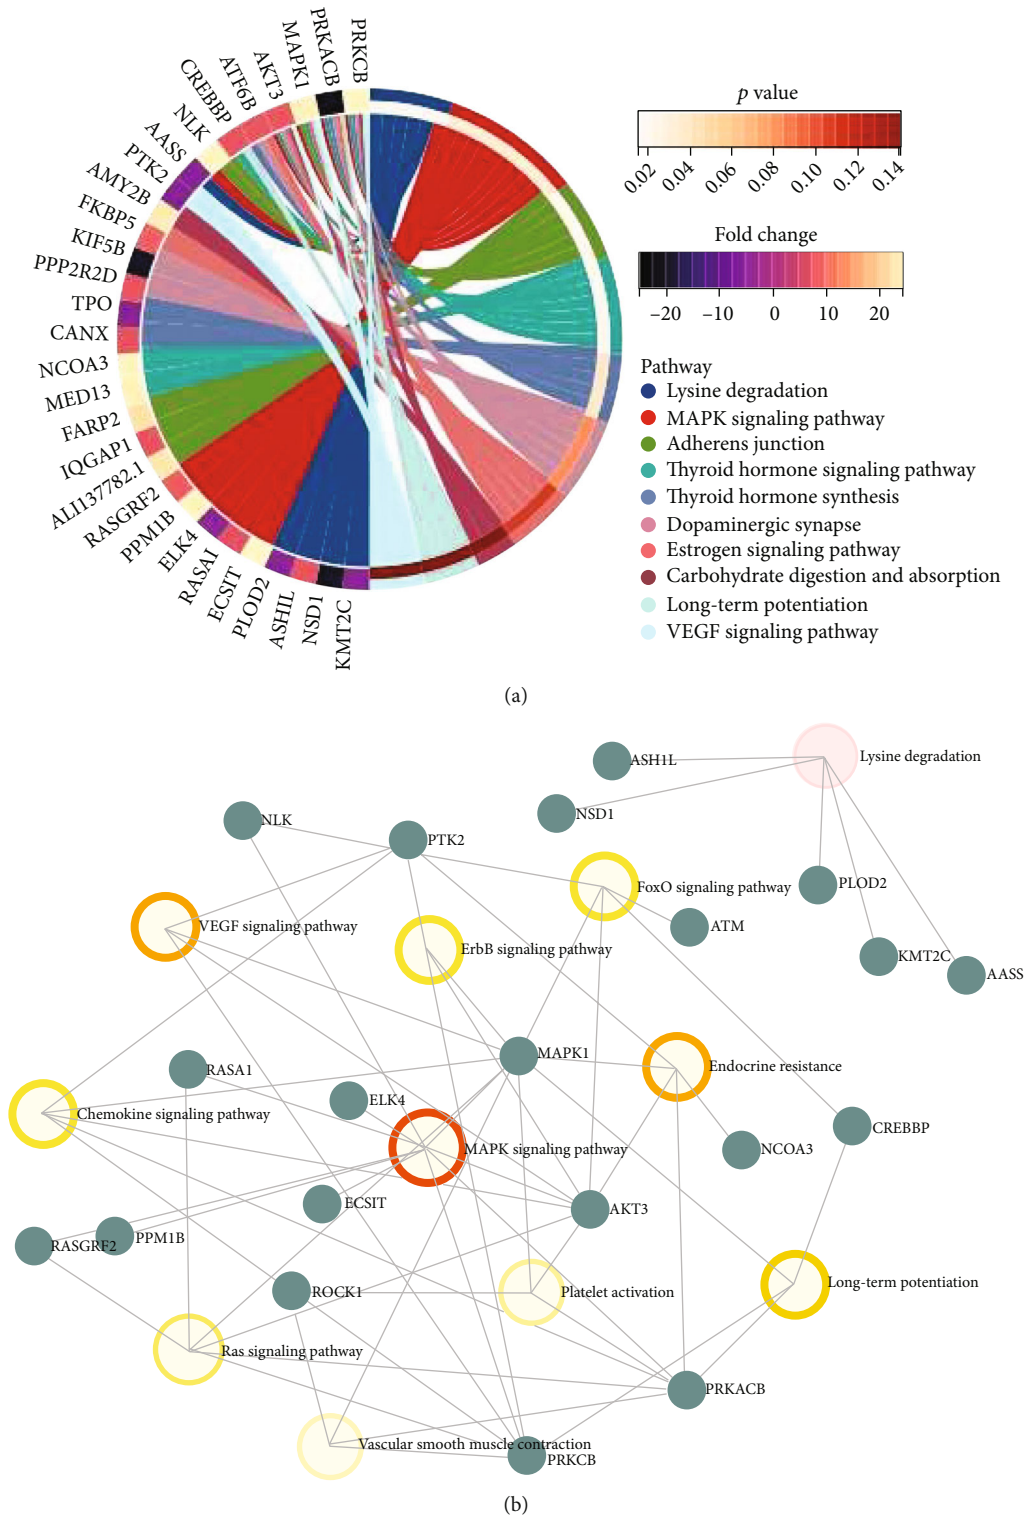 PRKCB
PRKACB
MAPK1
AKT3
ATF6B
CREBBP
NLK
AASS
PTK2
AMY2B
FKBP5
KIF5B
PPP2R2D
TPO
CANX
NCOA3
MED13
FARP2
IQGAP1
ALI137782.1
RASGRF2
PPM1B
ELK4
RASA1
ECSIT
PLOD2
ASHIL
NSD1
KMT2C
p value
0.02 0.04 0.06 0.08 0.10 0.12 0.14
Fold change
−20 −10 0 10 20
Pathway
Lysine degradation
MAPK signaling pathway
Adherens junction
Thyroid hormone signaling pathway
Thyroid hormone synthesis
Dopaminergic synapse
Estrogen signaling pathway
Carbohydrate digestion and absorption
Long-term potentiation
VEGF signaling pathway
(a)
ASH1L
Lysine degradation
NSD1
NLK
PTK2
FoxO signaling pathway
PLOD2
VEGF signaling pathway
ATM
ErbB signaling pathway
KMT2C
AASS
MAPK1
RASA1
Endocrine resistance
ELK4
Chemokine signaling pathway
CREBBP
MAPK signaling pathway
NCOA3
ECSIT
AKT3
PPM1B
RASGRF2
ROCK1
Platelet activation
Long-term potentiation
Ras signaling pathway
PRKACB
Vascular smooth muscle contraction
PRKCB
(b)